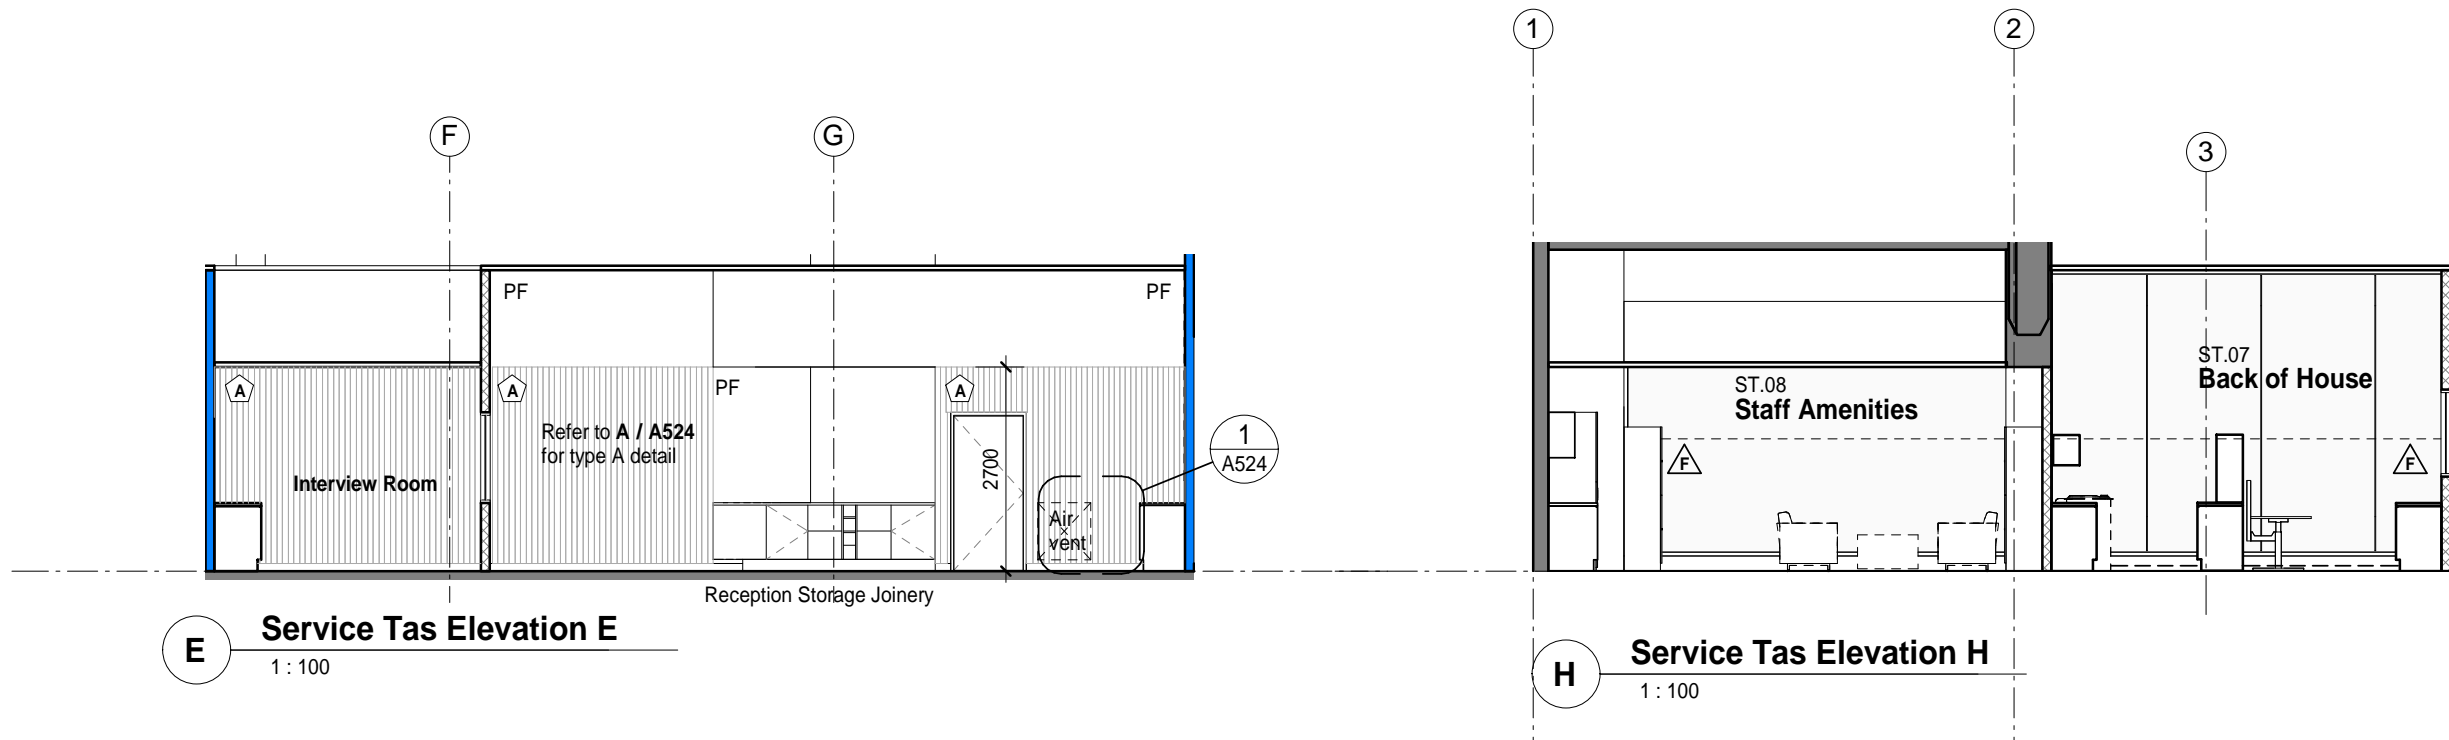 1
2
F
G
3
PF
PF
A
A
PF
A
Refer to A / A524
for type A detail
Interview Room
2700
1
A524
Air
vent
Reception Storage Joinery
E
Service Tas Elevation E
1 : 100
ST.08
Staff Amenities
ST.07
Back of House
F
F
H
Service Tas Elevation H
1 : 100